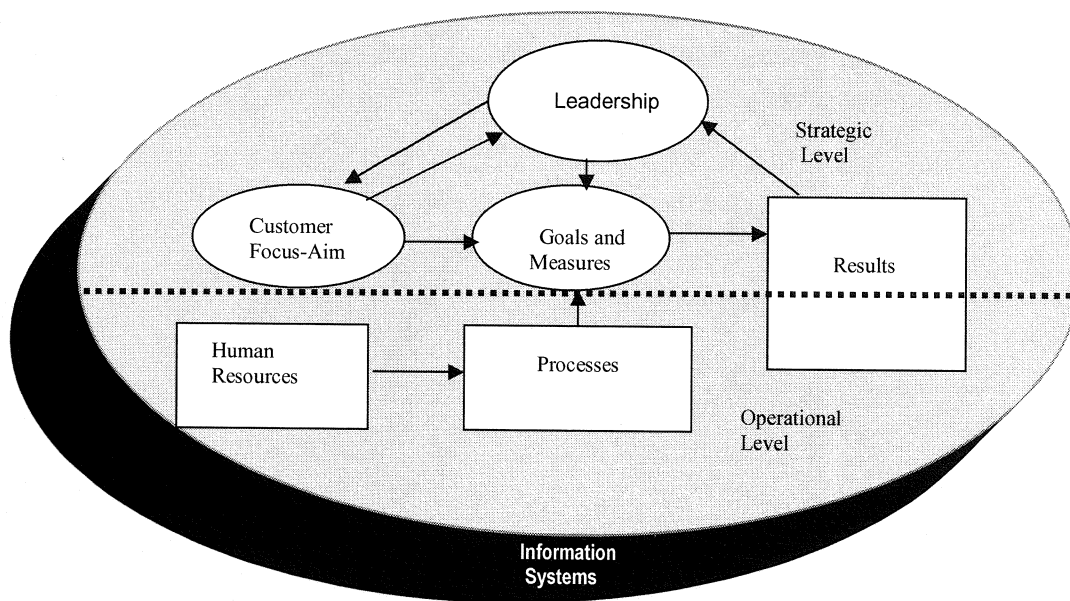 Leadership
Strategic
Level
Customer
Focus-Aim
Goals and
Measures
Results
Human
Resources
Processes
Operational
Level
Information
Systems